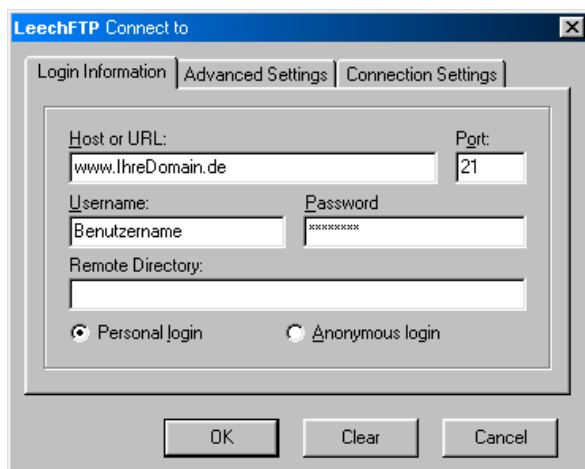 LeechFTP Connect to
Login Information Advanced Settings Connection Settings
Host or URL: Port:
www.IhreDomain.de 21
Username: Password
Benutzername ********
Remote Directory:
Personal login Anonymous login
OK Clear Cancel